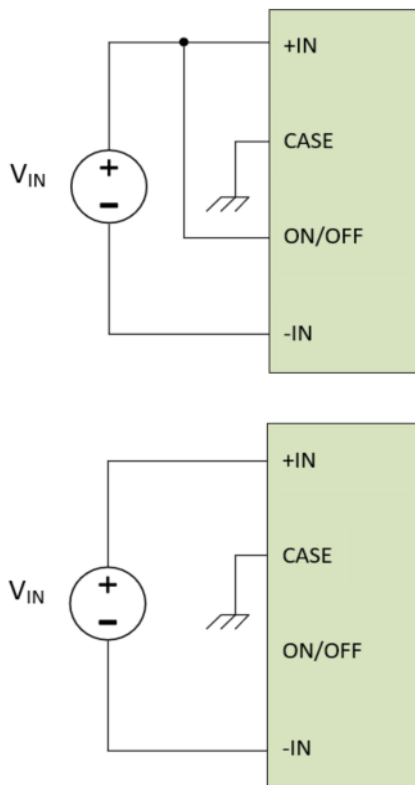 +IN
CASE
V_IN
+
-
ON/OFF
-IN
+IN
CASE
V_IN
+
-
ON/OFF
-IN